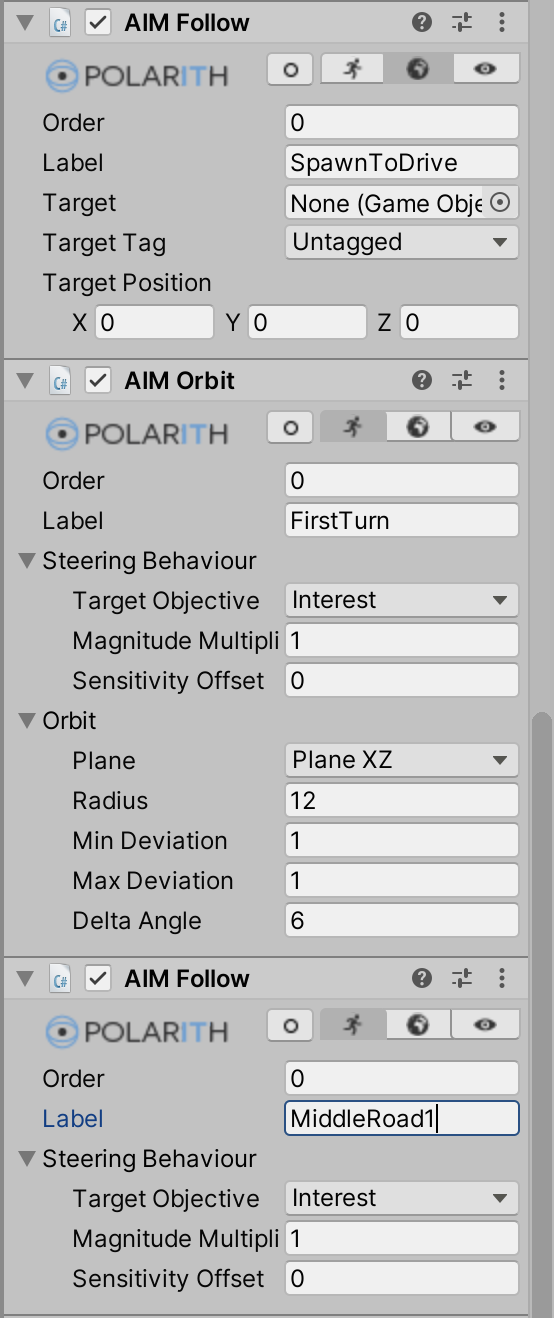 AIM Follow
POLARITH
Order 0
Label SpawnToDrive
Target None (Game Obje
Target Tag Untagged
Target Position
X 0 Y 0 Z 0
C# AIM Orbit
POLARITH
Order 0
Label FirstTurn
Steering Behaviour
Target Objective Interest
Magnitude Multipli 1
Sensitivity Offset 0
Orbit
Plane Plane XZ
Radius 12
Min Deviation 1
Max Deviation 1
Delta Angle 6
C# AIM Follow
POLARITH
Order 0
Label MiddleRoad1
Steering Behaviour
Target Objective Interest
Magnitude Multipli 1
Sensitivity Offset 0